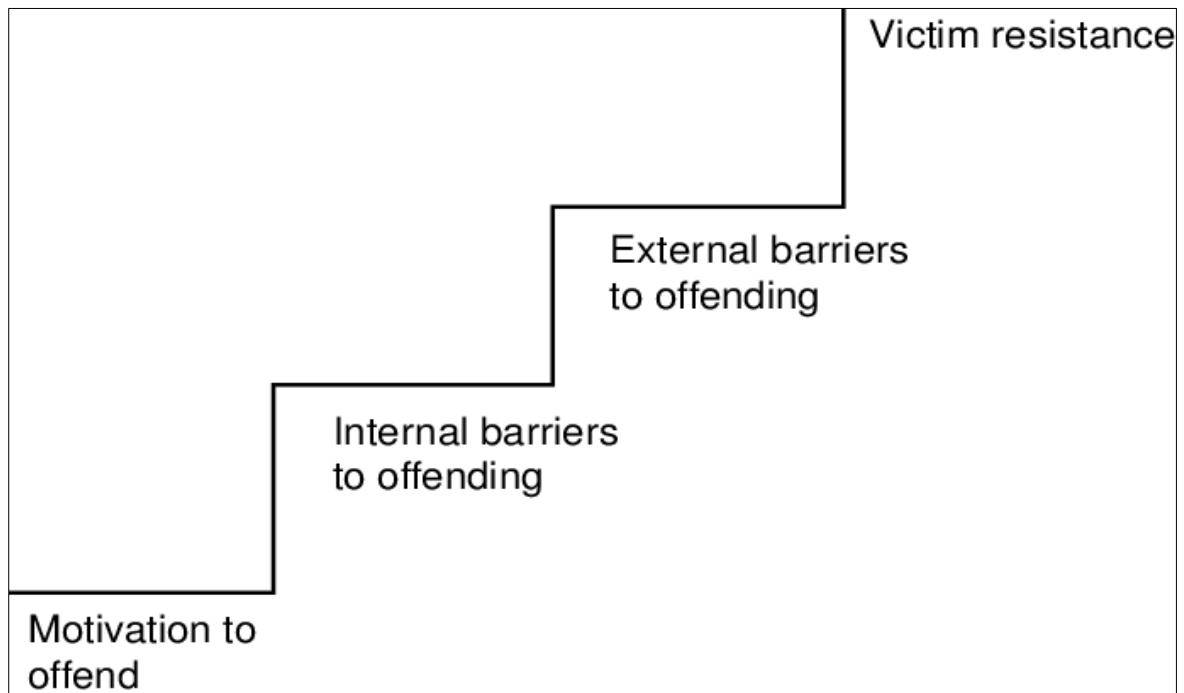 Victim resistance
External barriers
to offending
Internal barriers
to offending
Motivation to
offend